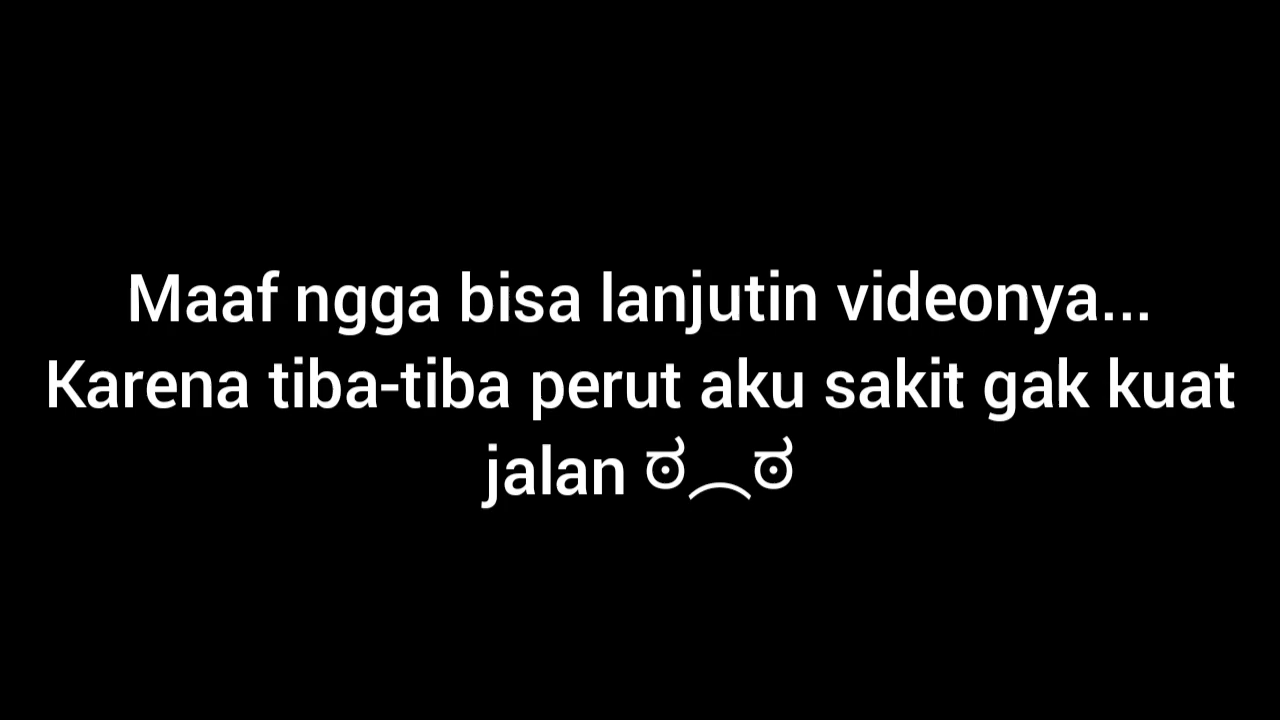 Maaf ngga bisa lanjutin videonya...
Karena tiba-tiba perut aku sakit gak kuat
jalan ಠ︵ಠ